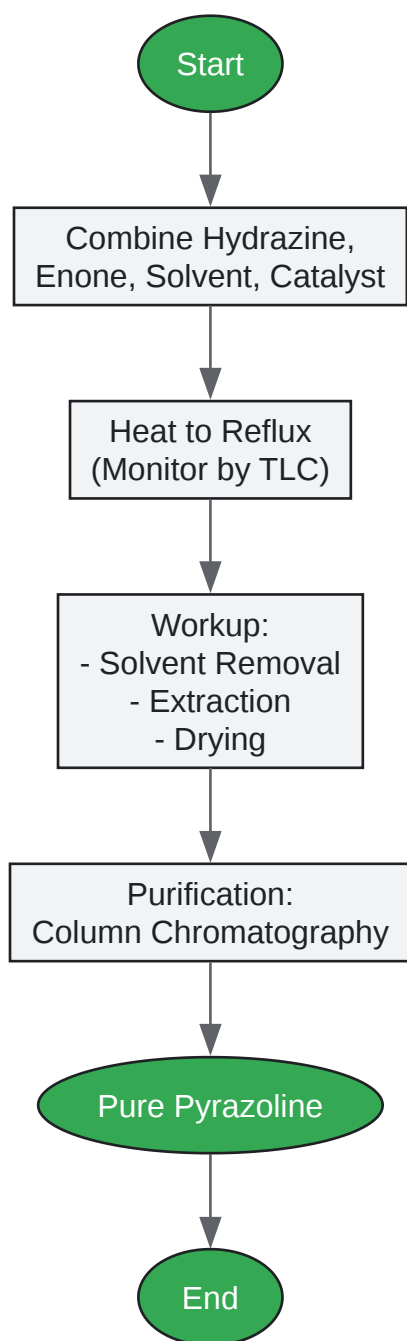 Start
Combine Hydrazine,
Enone, Solvent, Catalyst
Heat to Reflux
(Monitor by TLC)
Workup:
- Solvent Removal
- Extraction
- Drying
Purification:
Column Chromatography
Pure Pyrazoline
End